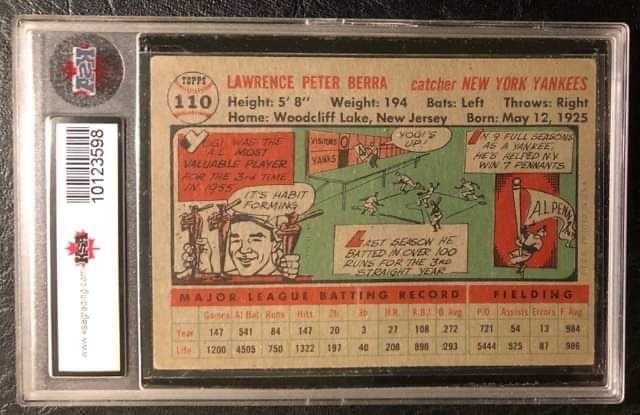 TOPPS
110
LAWRENCE PETER BERRA catcher NEW YORK YANKEES
Height: 5' 8" Weight: 194 Bats: Left Throws: Right
Home: Woodcliff Lake, New Jersey Born: May 12, 1925
YOGI WAS THE
A.L. MOST
VALUABLE PLAYER
FOR THE 3RD TIME
IN 1955
IT'S HABIT
FORMING
VISITORS
YANKS
YOGI'S
UP!
LAST SEASON HE
BATTED IN OVER 100
RUNS FOR THE 3RD
STRAIGHT YEAR
IN 9 FULL SEASONS
AS A YANKEE,
HE'S HELPED N.Y.
WIN 7 PENNANTS
A.L. PENN
MAJOR LEAGUE BATTING RECORD FIELDING
Games At Bat Runs Hits 2b 3b H.R. R.B.I. B. Avg. P.O. Assists Errors F. Avg.
Year 147 541 84 147 20 3 27 108 .272 721 54 13 .984
Life 1200 4505 750 1322 197 40 208 898 .293 5444 525 87 .986
KSA
10123598
KSA
www.ksagrading.com